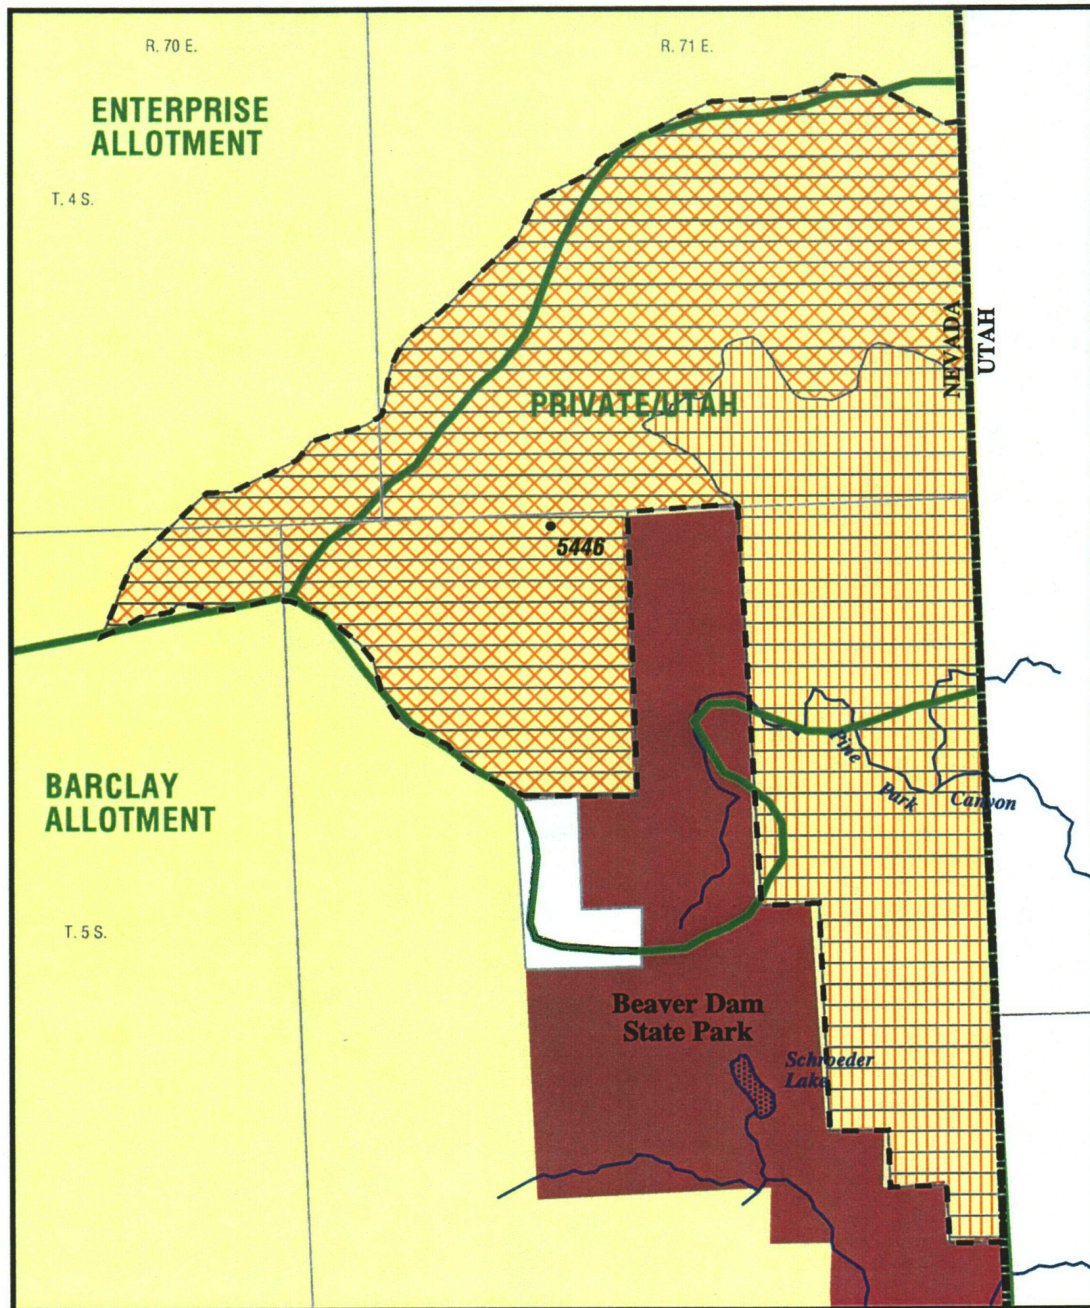 R. 70 E.
R. 71 E.
ENTERPRISE
ALLOTMENT
T. 4 S.
NEVADA
UTAH
PRIVATE/UTAH
5446
Pine
Park
Canyon
BARCLAY
ALLOTMENT
T. 5 S.
Beaver Dam
State Park
Schroeder
Lake